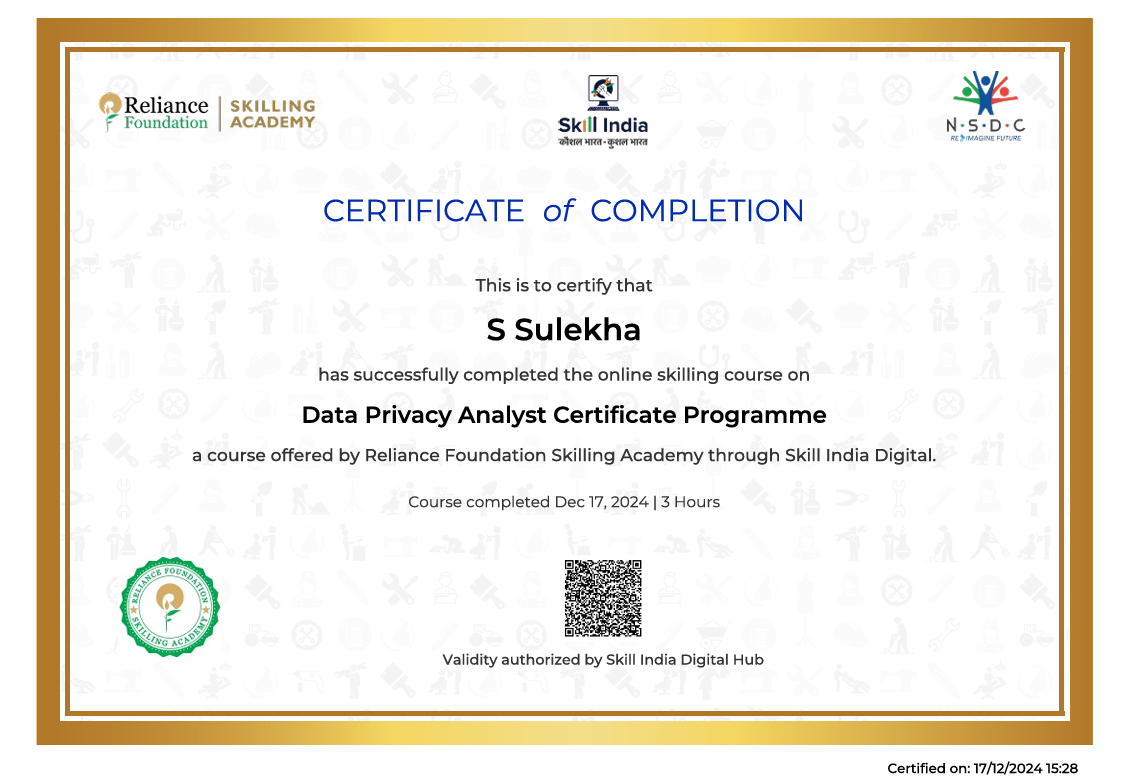 Reliance Foundation | SKILLING ACADEMY
Skill India
कौशल भारत - कुशल भारत
N·S·D·C
RE IMAGINE FUTURE
CERTIFICATE of COMPLETION
This is to certify that
S Sulekha
has successfully completed the online skilling course on
Data Privacy Analyst Certificate Programme
a course offered by Reliance Foundation Skilling Academy through Skill India Digital.
Course completed Dec 17, 2024 | 3 Hours
RELIANCE FOUNDATION
SKILLING ACADEMY
Validity authorized by Skill India Digital Hub
Certified on: 17/12/2024 15:28